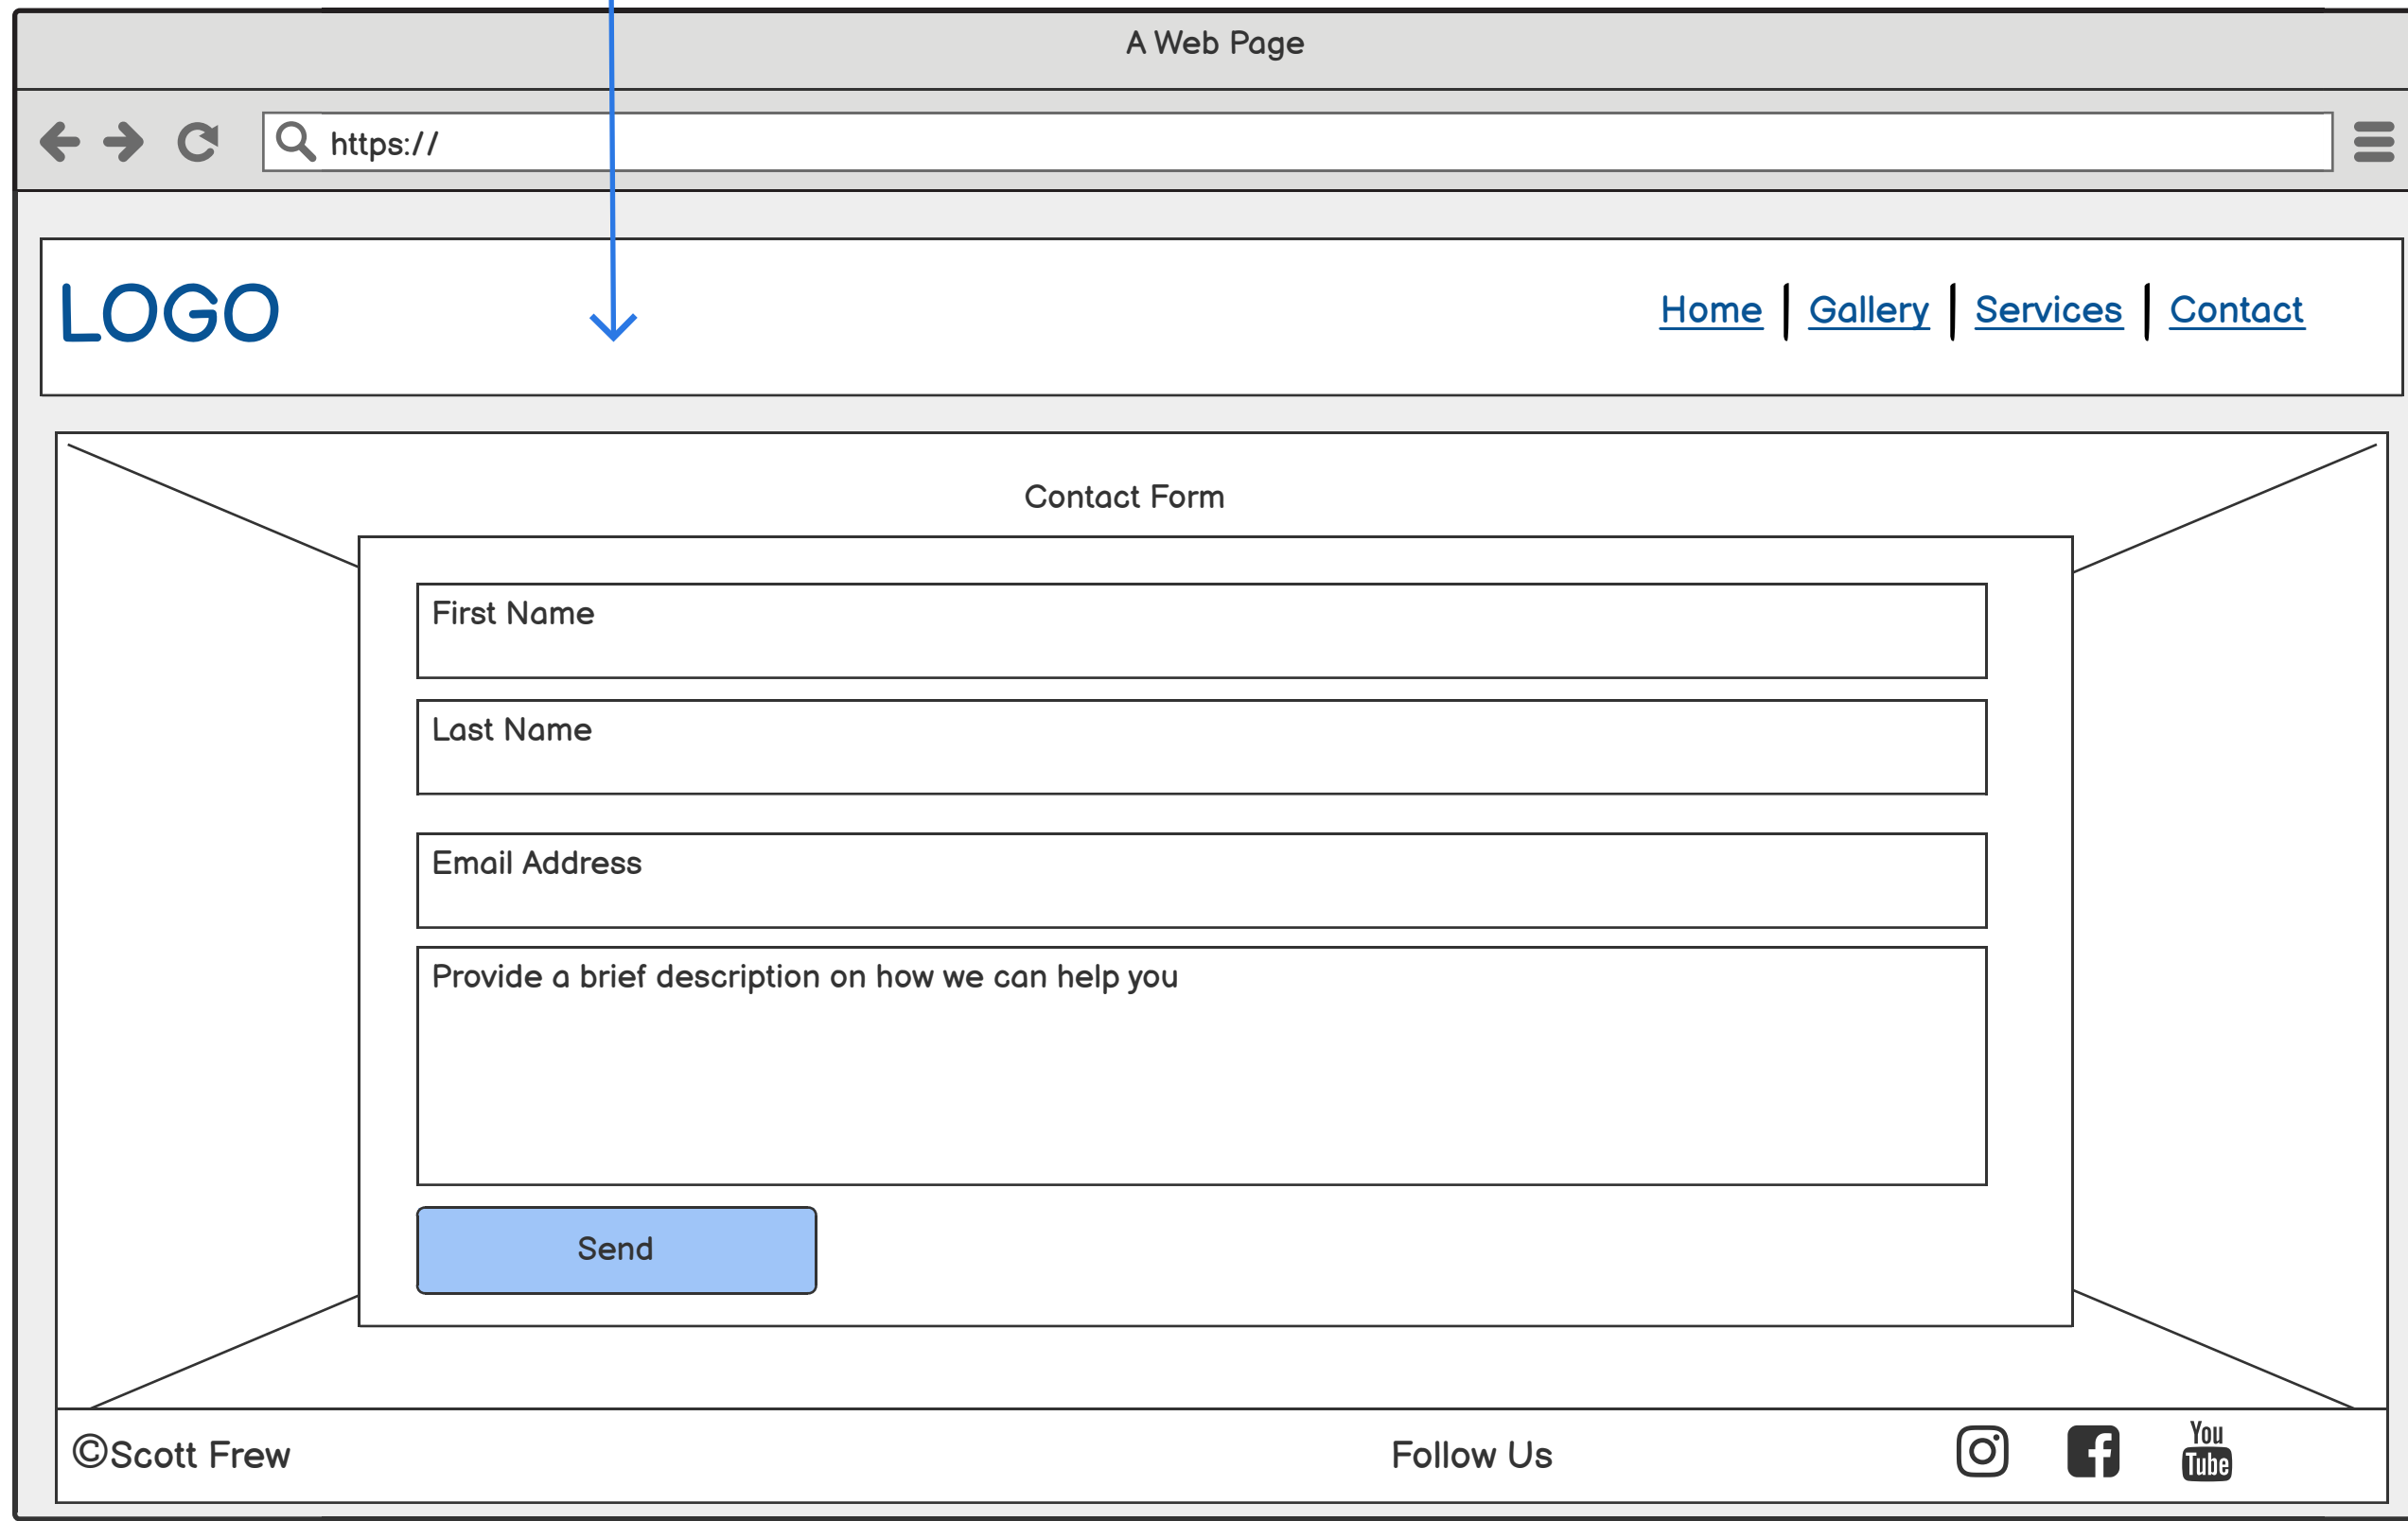 A Web Page
https://
LOGO
Home | Gallery | Services | Contact
Contact Form
First Name
Last Name
Email Address
Provide a brief description on how we can help you
Send
©Scott Frew
Follow Us
You
Tube